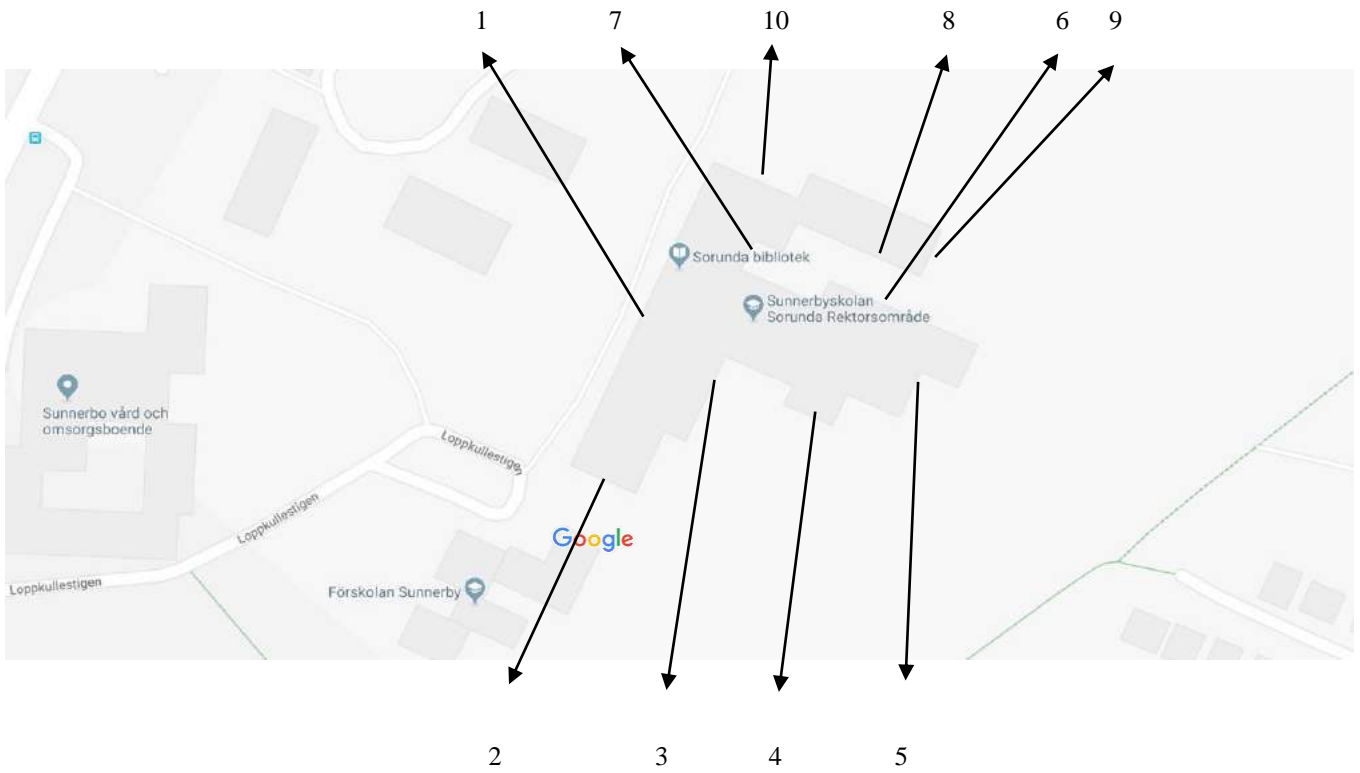 1 7 10 8 6 9
Sorunda bibliotek
Sunnerbyskolan
Sorunda Rektorsområde
Sunnerbo vård och
omsorgsboende
Loppkullestigen
Loppkullestigen
Google
Loppkullestigen
Förskolan Sunnerby
2 3 4 5